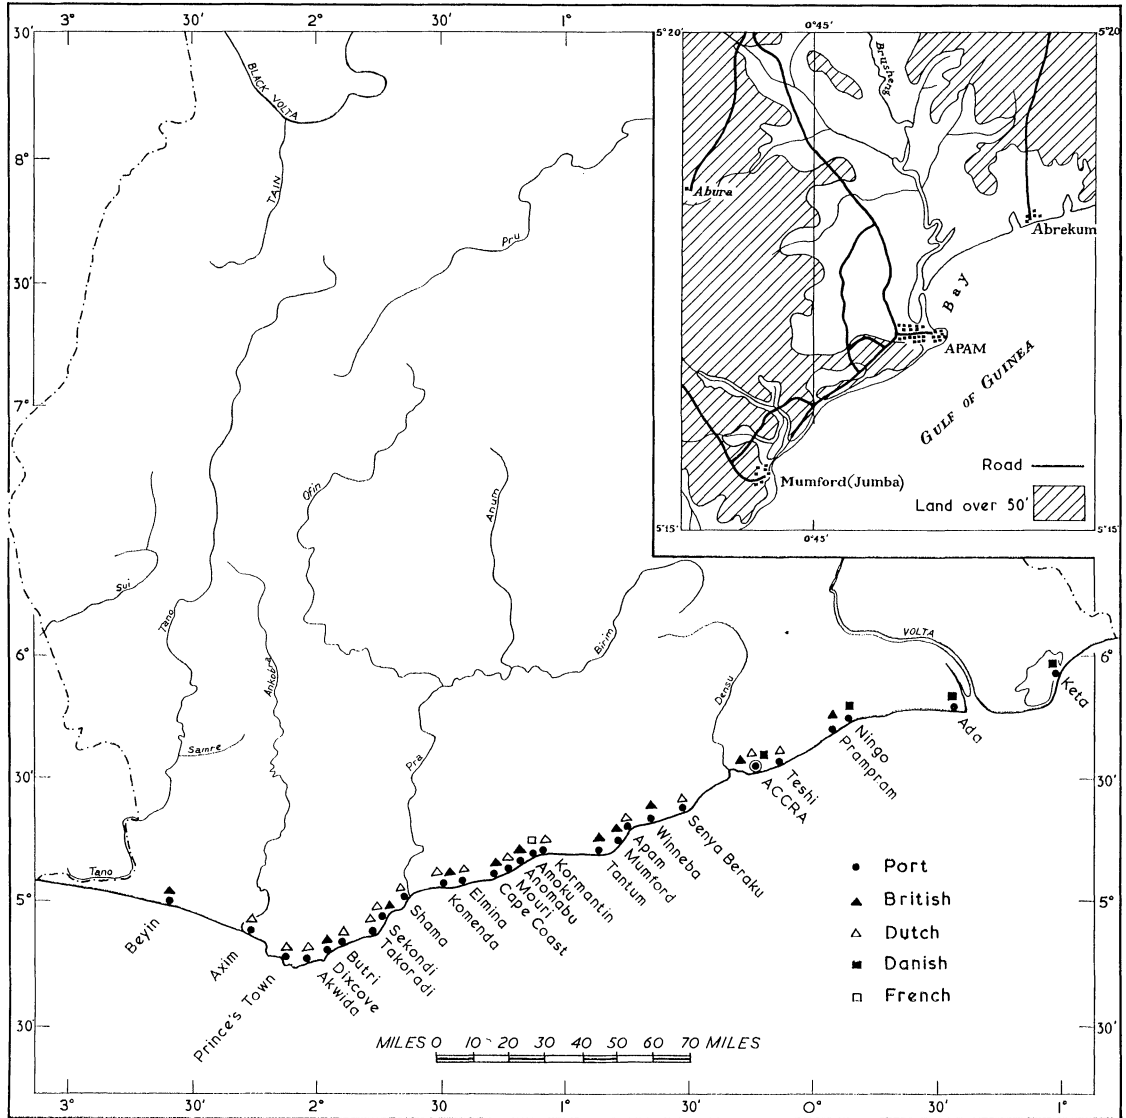 3°
30'
2°
30'
1°
30'
8°
30'
7°
6°
30'
5°
30'
BLACK VOLTA
TAIN
Pru
Ofin
Anum
Sui
Tano
Ankobra
Samre
Tano
Pra
Birim
Densu
VOLTA
0°45'
5°20'
5°20'
Brusheng
Abura
Abrekum
Bay
APAM
GULF OF GUINEA
Mumford (Jumba)
Road
Land over 50'
5°15'
5°15'
0°45'
Beyin
Axim
Prince's Town
Akwida
Dixcove
Butri
Takoradi
Sekondi
Shama
Komenda
Elmina
Cape Coast
Mouri
Anomabu
Amoku
Kormantin
Tantum
Mumford
Apam
Winneba
Senya Beraku
ACCRA
Teshi
Prampram
Ningo
Ada
Keta
6°
30'
5°
30'
Port
British
Dutch
Danish
French
MILES 0 10 20 30 40 50 60 70 MILES
3°
30'
2°
30'
1°
30'
0°
30'
1°